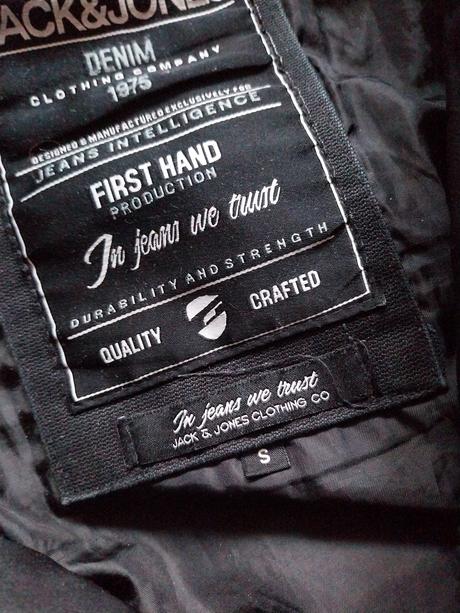 JACK&JONES
DENIM
CLOTHING COMPANY
1975
DESIGNED & MANUFACTURED EXCLUSIVELY FOR
JEANS INTELLIGENCE
FIRST HAND
PRODUCTION
In jeans we trust
DURABILITY AND STRENGTH
QUALITY CRAFTED
In jeans we trust
JACK & JONES CLOTHING CO
S